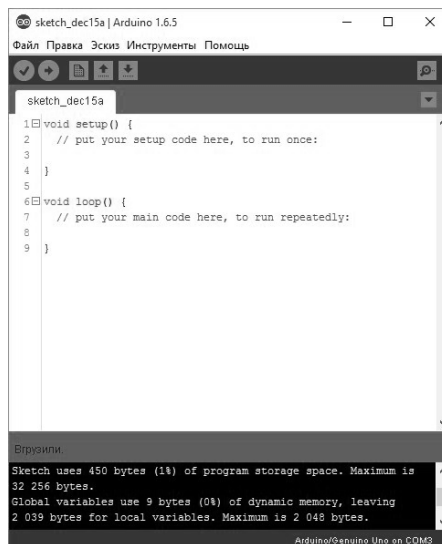 sketch_dec15a | Arduino 1.6.5
Файл Правка Эскиз Инструменты Помощь
sketch_dec15a
1 void setup() {
2 // put your setup code here, to run once:
3
4 }
5
6 void loop() {
7 // put your main code here, to run repeatedly:
8
9 }
Вгрузили.
Sketch uses 450 bytes (1%) of program storage space. Maximum is
32 256 bytes.
Global variables use 9 bytes (0%) of dynamic memory, leaving
2 039 bytes for local variables. Maximum is 2 048 bytes.
Arduino/Genuino Uno on COM3